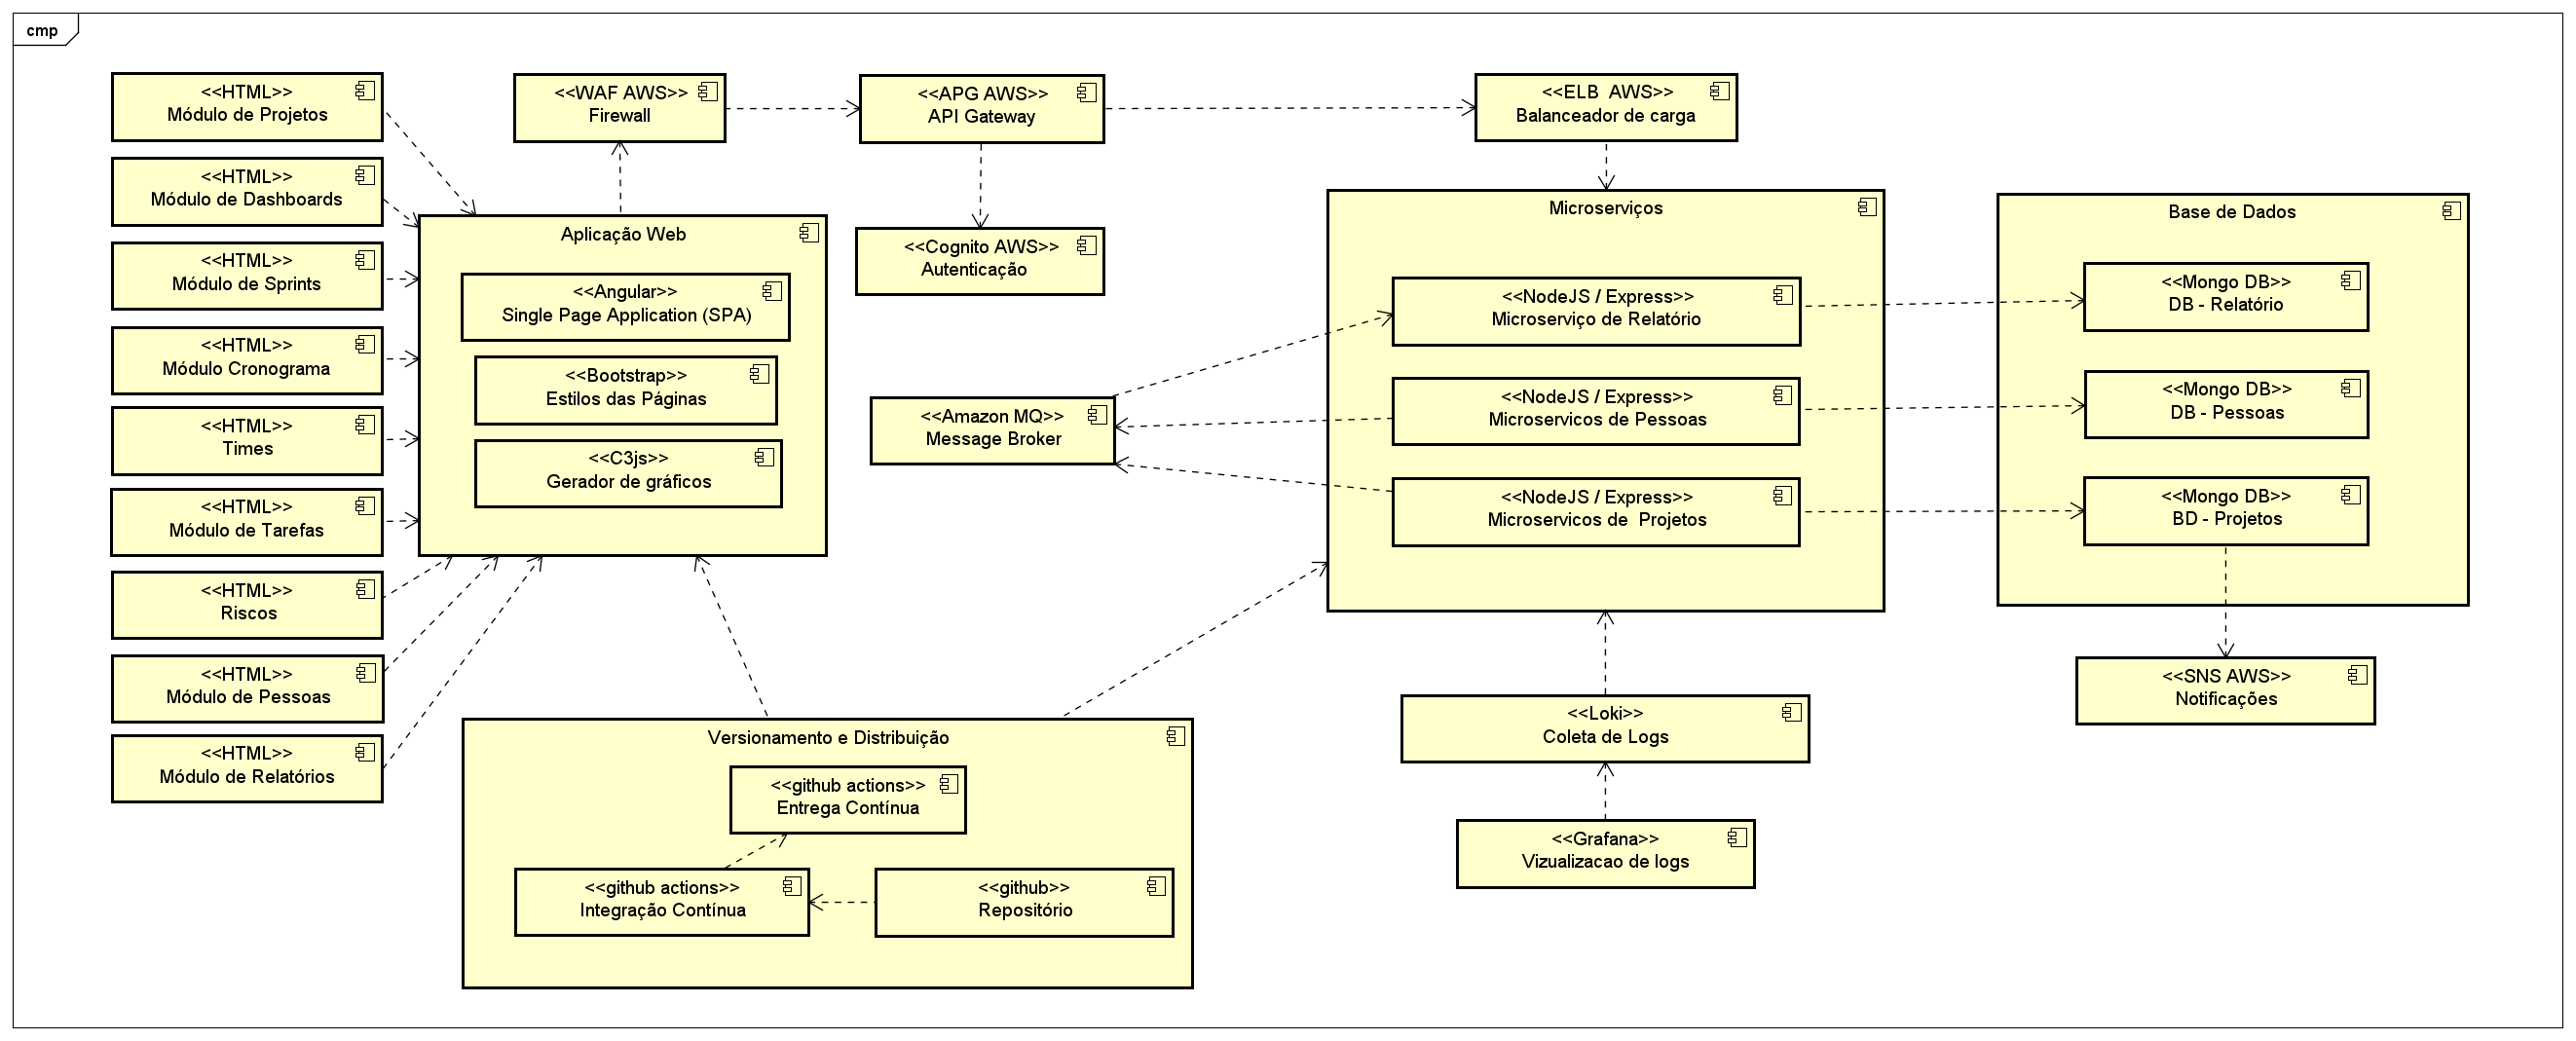 cmp
<<HTML>>
Módulo de Projetos
<<HTML>>
Módulo de Dashboards
<<HTML>>
Módulo de Sprints
<<HTML>>
Módulo Cronograma
<<HTML>>
Times
<<HTML>>
Módulo de Tarefas
<<HTML>>
Riscos
<<HTML>>
Módulo de Pessoas
<<HTML>>
Módulo de Relatórios
<<WAF AWS>>
Firewall
Aplicação Web
<<Angular>>
Single Page Application (SPA)
<<Bootstrap>>
Estilos das Páginas
<<C3js>>
Gerador de gráficos
<<APG AWS>>
API Gateway
<<Cognito AWS>>
Autenticação
<<Amazon MQ>>
Message Broker
<<ELB  AWS>>
Balanceador de carga
Microserviços
<<NodeJS / Express>>
Microserviço de Relatório
<<NodeJS / Express>>
Microservicos de Pessoas
<<NodeJS / Express>>
Microservicos de  Projetos
Base de Dados
<<Mongo DB>>
DB - Relatório
<<Mongo DB>>
DB - Pessoas
<<Mongo DB>>
BD - Projetos
<<SNS AWS>>
Notificações
<<Loki>>
Coleta de Logs
<<Grafana>>
Vizualizacao de logs
Versionamento e Distribuição
<<github actions>>
Entrega Contínua
<<github actions>>
Integração Contínua
<<github>>
Repositório